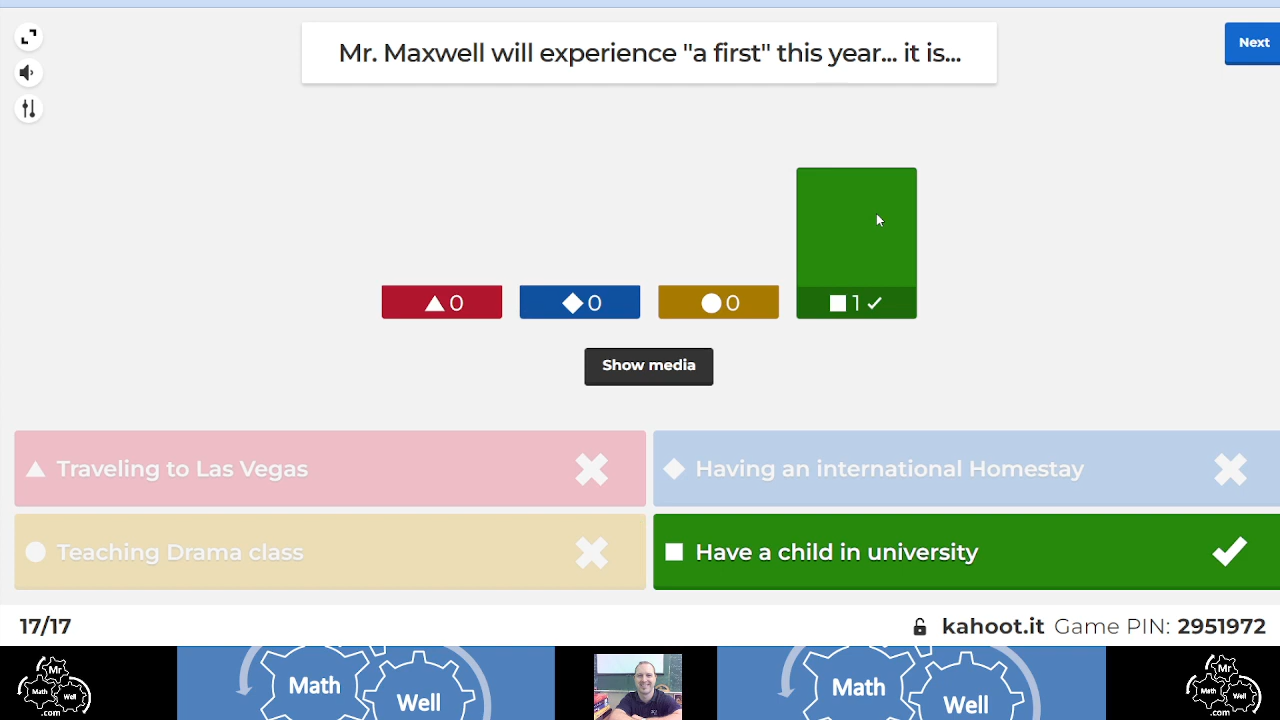 Mr. Maxwell will experience "a first" this year... it is...
Next
0
0
0
1
Show media
Traveling to Las Vegas
Having an international Homestay
Teaching Drama class
Have a child in university
17/17
kahoot.it Game PIN: 2951972
Mr
Math
Well
.com
Math
Well
Math
Well
Mr
Math
Well
.com